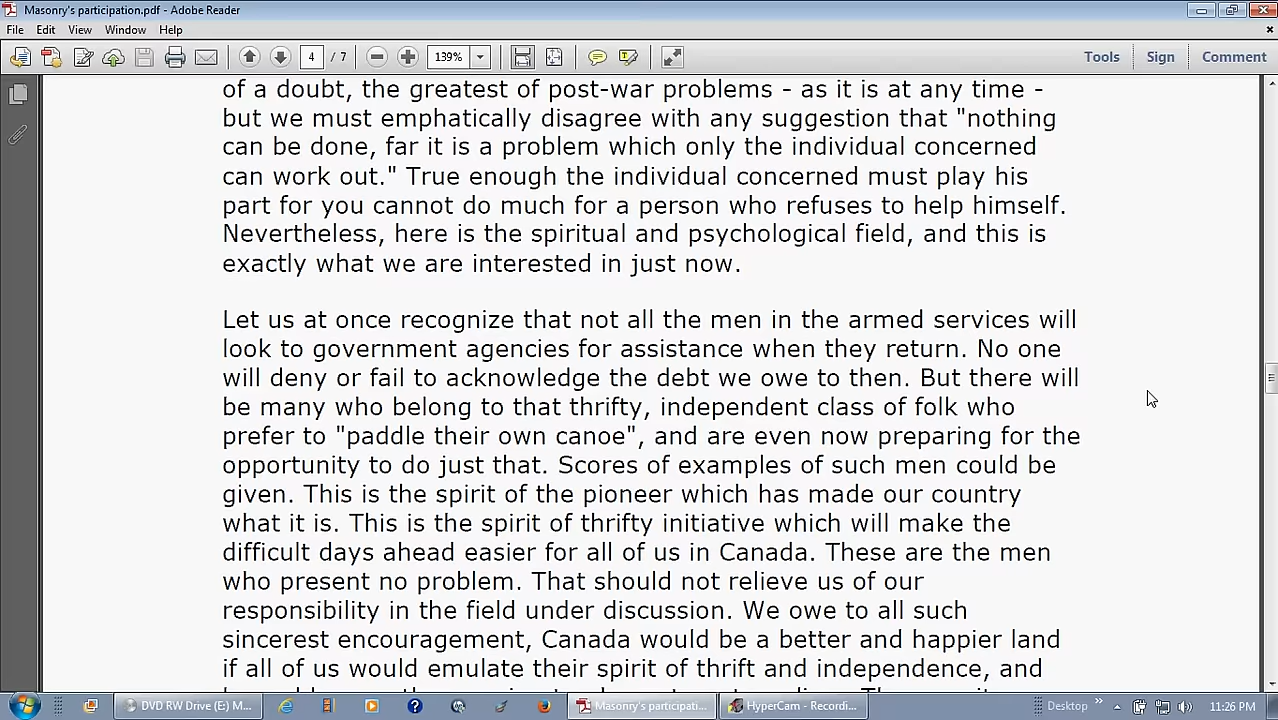 Masonry's participation.pdf - Adobe Reader
File Edit View Window Help
4 / 7 139% Tools Sign Comment
of a doubt, the greatest of post-war problems - as it is at any time -
but we must emphatically disagree with any suggestion that "nothing
can be done, far it is a problem which only the individual concerned
can work out." True enough the individual concerned must play his
part for you cannot do much for a person who refuses to help himself.
Nevertheless, here is the spiritual and psychological field, and this is
exactly what we are interested in just now.
Let us at once recognize that not all the men in the armed services will
look to government agencies for assistance when they return. No one
will deny or fail to acknowledge the debt we owe to then. But there will
be many who belong to that thrifty, independent class of folk who
prefer to "paddle their own canoe", and are even now preparing for the
opportunity to do just that. Scores of examples of such men could be
given. This is the spirit of the pioneer which has made our country
what it is. This is the spirit of thrifty initiative which will make the
difficult days ahead easier for all of us in Canada. These are the men
who present no problem. That should not relieve us of our
responsibility in the field under discussion. We owe to all such
sincerest encouragement, Canada would be a better and happier land
if all of us would emulate their spirit of thrift and independence, and
DVD RW Drive (E:) M... Masonry's participati... HyperCam - Recordi... Desktop 11:26 PM